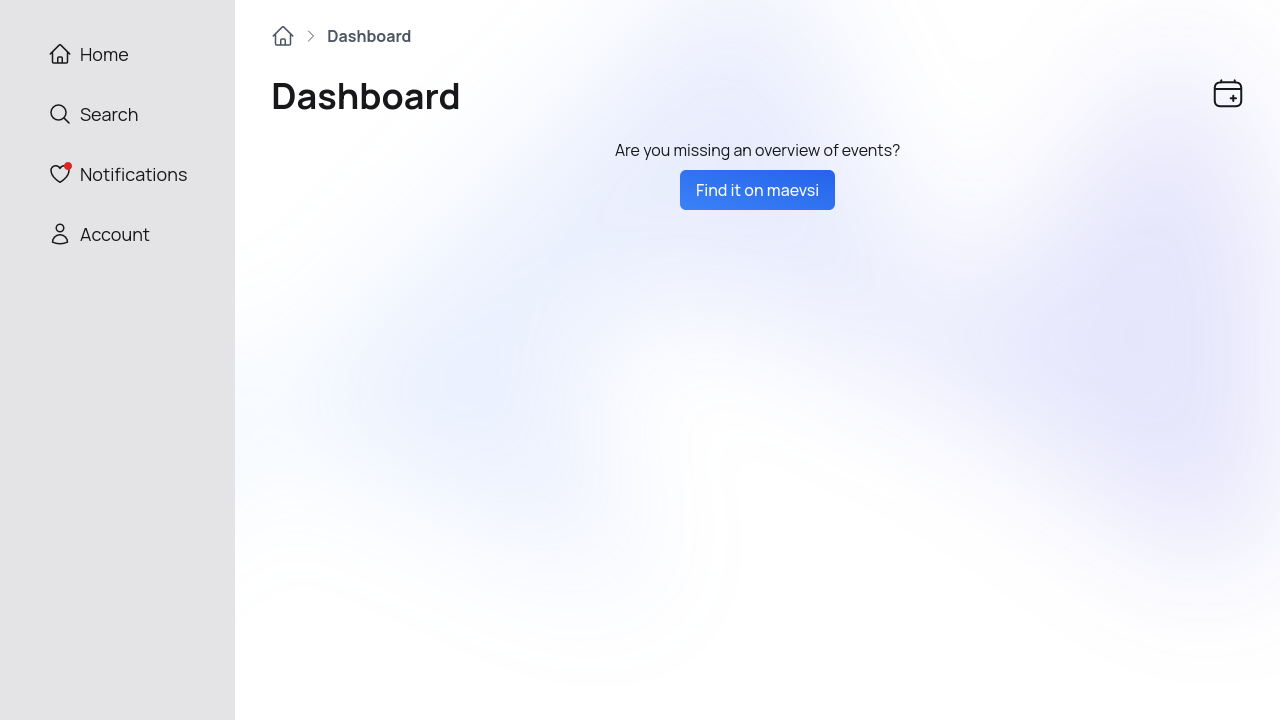 Home
Search
Notifications
Account
Dashboard
Dashboard
Are you missing an overview of events?
Find it on maevsi